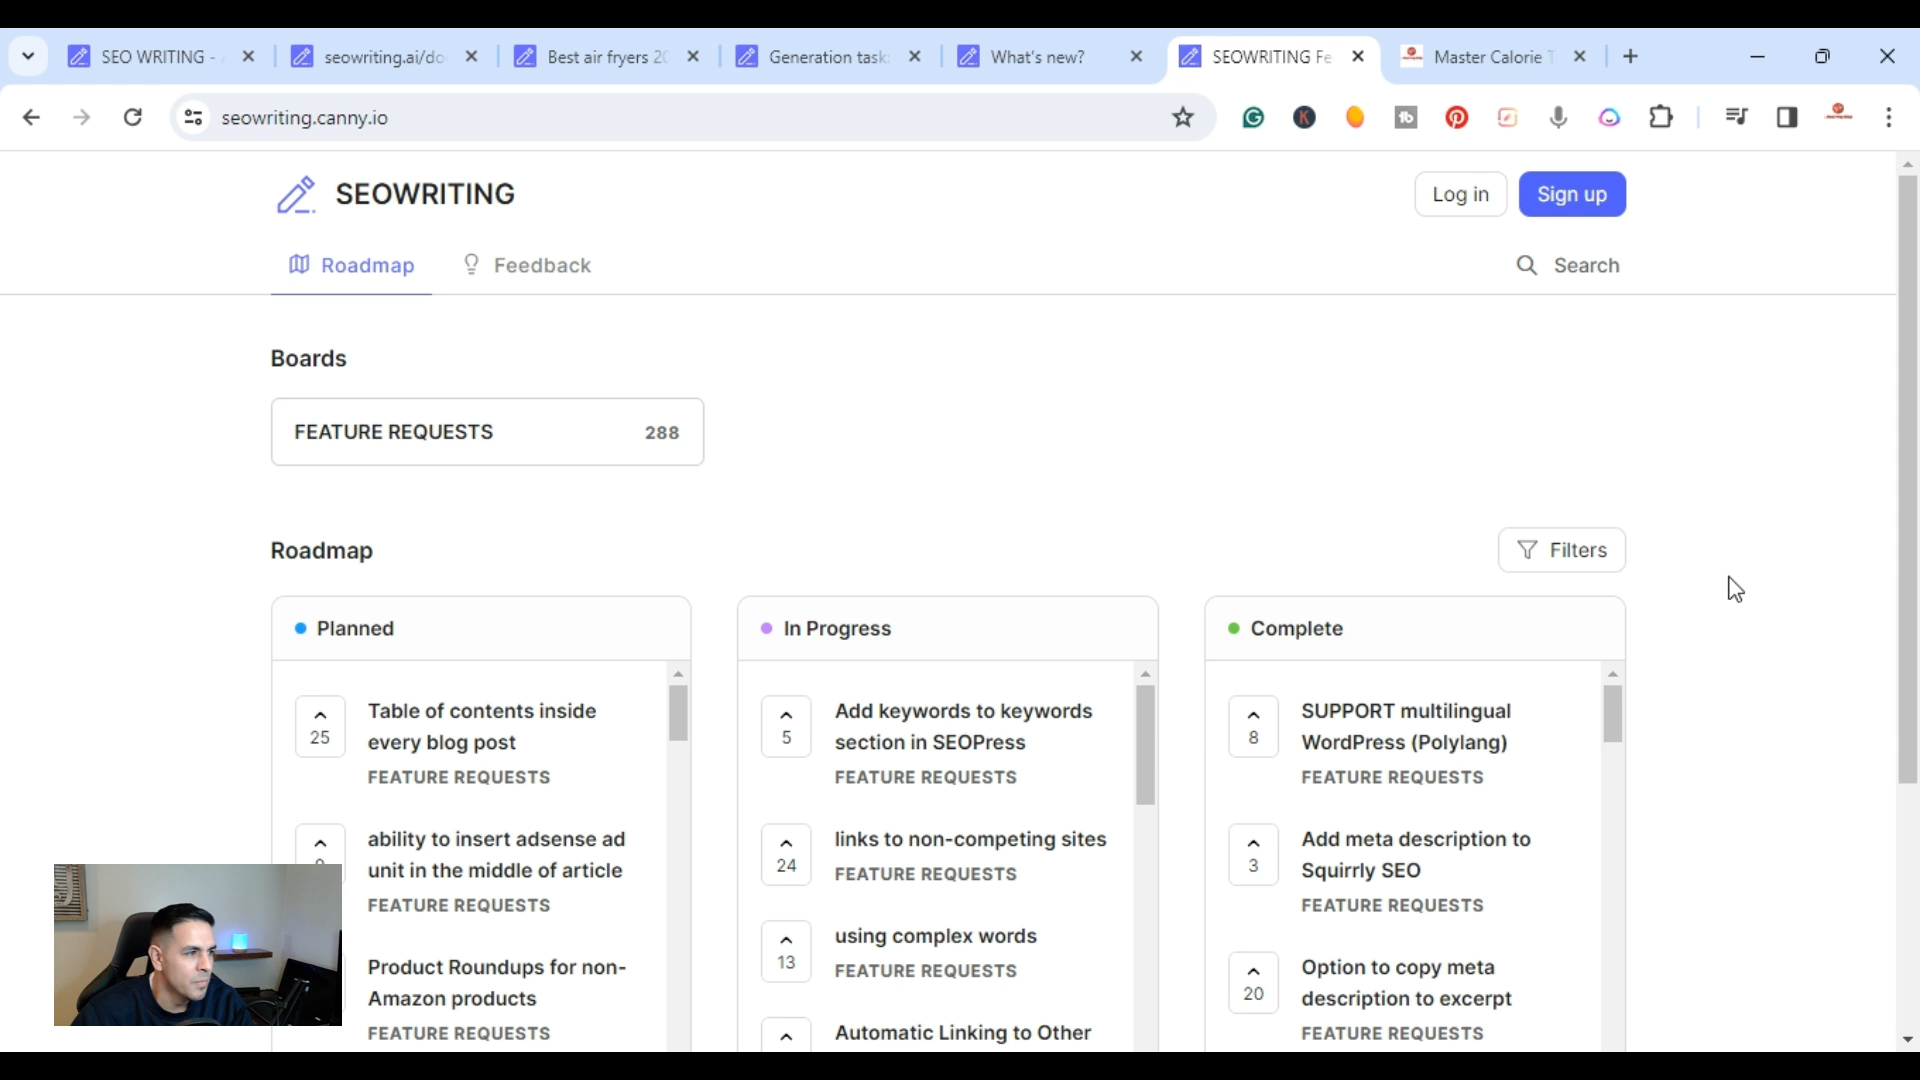 SEO WRITING -
seowriting.ai/do
Best air fryers 20
Generation task
What's new?
SEOWRITING Fe
Master Calorie T
seowriting.canny.io
SEOWRITING
Log in
Sign up
Roadmap
Feedback
Search
Boards
FEATURE REQUESTS
288
Roadmap
Filters
Planned
25
Table of contents inside
every blog post
FEATURE REQUESTS
ability to insert adsense ad
unit in the middle of article
FEATURE REQUESTS
Product Roundups for non-
Amazon products
FEATURE REQUESTS
In Progress
5
Add keywords to keywords
section in SEOPress
FEATURE REQUESTS
24
links to non-competing sites
FEATURE REQUESTS
13
using complex words
FEATURE REQUESTS
Automatic Linking to Other
Complete
8
SUPPORT multilingual
WordPress (Polylang)
FEATURE REQUESTS
3
Add meta description to
Squirrly SEO
FEATURE REQUESTS
20
Option to copy meta
description to excerpt
FEATURE REQUESTS